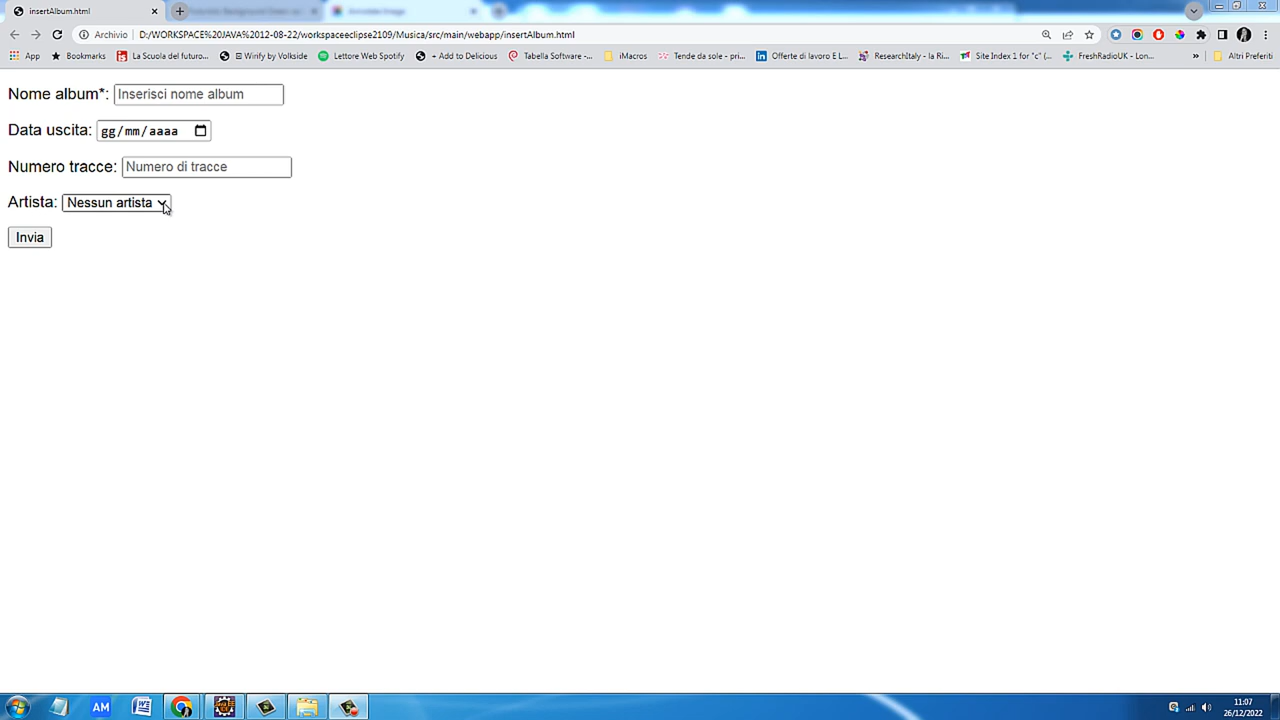 insertAlbum.html
Archivio
D:/WORKSPACE%20JAVA%2012-08-22/workspaceeclipse2109/Musica/src/main/webapp/insertAlbum.html
App
Bookmarks
La Scuola del futuro...
El Winfy by Volkside
Lettore Web Spotify
+ Add to Delicious
Tabella Software -...
iMacros
Tende da sole - pri...
Offerte di lavoro E L...
ResearchItaly - la Ri...
Site Index 1 for "c" (...
FreshRadioUK - Lon...
»
Altri Preferiti
Nome album*: Inserisci nome album
Data uscita: gg/mm/aaaa
Numero tracce: Numero di tracce
Artista: Nessun artista
Invia
AM
11:07
26/12/2022